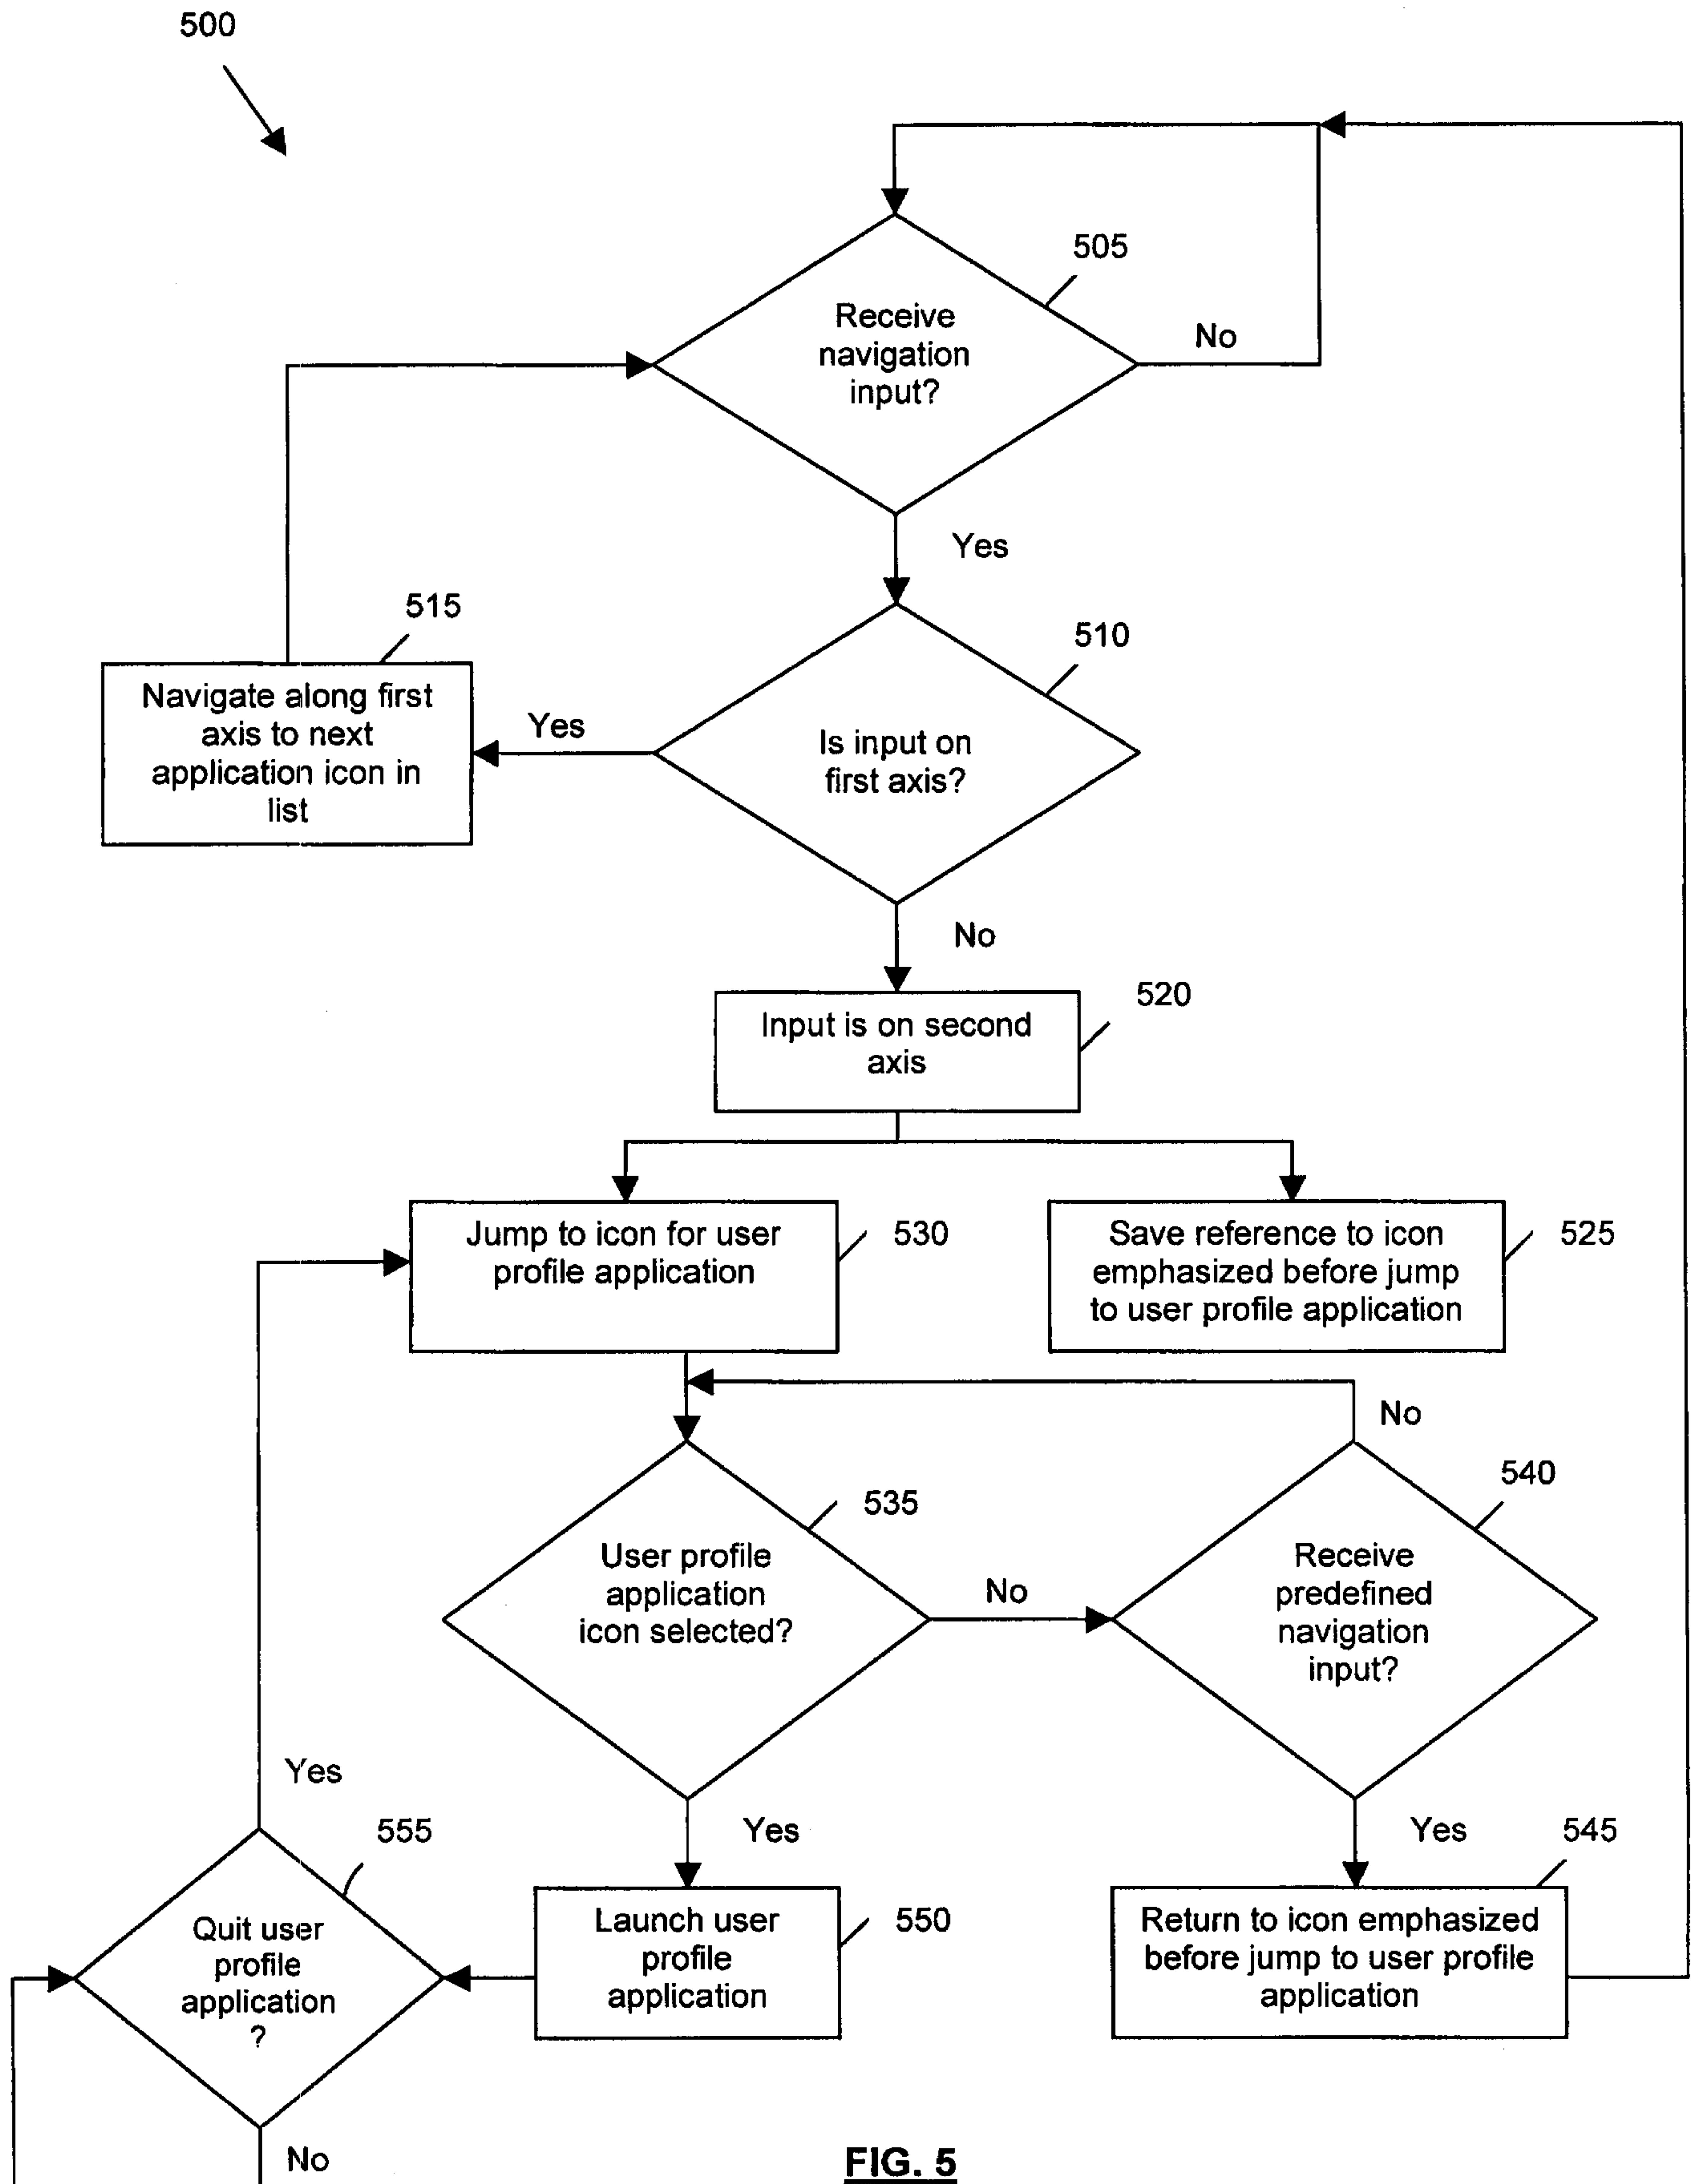 500
505
Receive
navigation
input?
No
Yes
515
510
Navigate along first
axis to next
application icon in
list
Yes
Is input on
first axis?
No
520
Input is on second
axis
Jump to icon for user
profile application
530
Save reference to icon
emphasized before jump
to user profile application
525
No
535
540
User profile
application
icon selected?
No
Receive
predefined
navigation
input?
Yes
555
Yes
Yes
545
Quit user
profile
application
?
Launch user
profile
application
550
Return to icon emphasized
before jump to user profile
application
No
FIG. 5